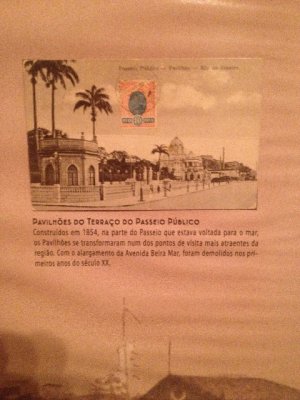 Passeio Publico — Pavilhão — Rio de Janeiro
PAVILHÕES DO TERRAÇO DO PASSEIO PÚBLICO
Construídos em 1854, na parte do Passeio que estava voltada para o mar,
os Pavilhões se transformaram num dos pontos de visita mais atraentes da
região. Com o alargamento da Avenida Beira Mar, foram demolidos nos pri-
meiros anos do século XX.